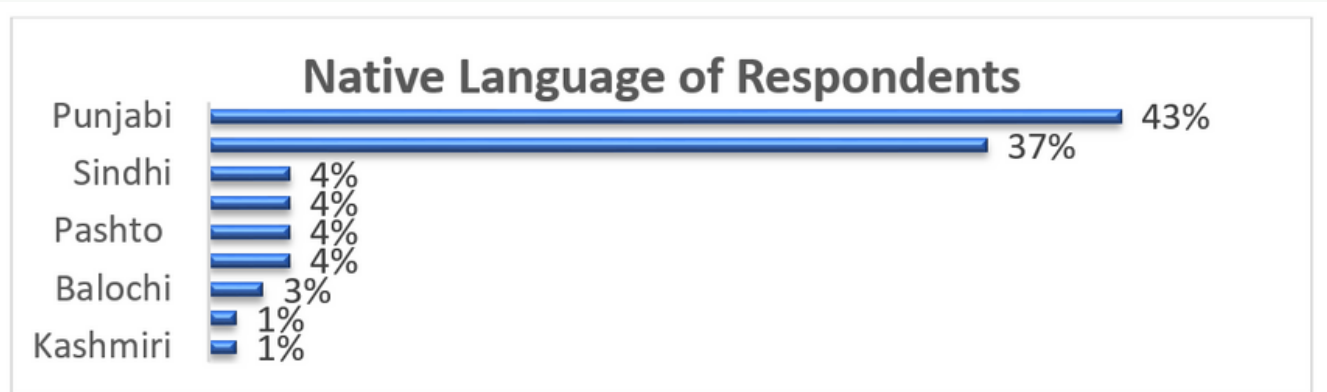 Native Language of Respondents
Punjabi 43%
37%
Sindhi 4%
4%
Pashto 4%
4%
Balochi 3%
1%
Kashmiri 1%